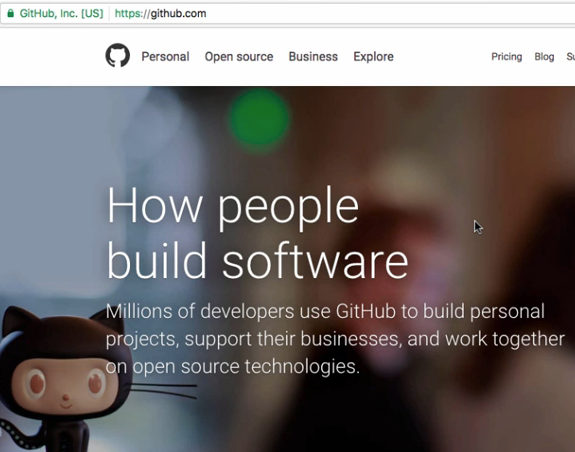 GitHub, Inc. [US] https://github.com
Personal Open source Business Explore Pricing Blog Su
How people
build software
Millions of developers use GitHub to build personal
projects, support their businesses, and work together
on open source technologies.